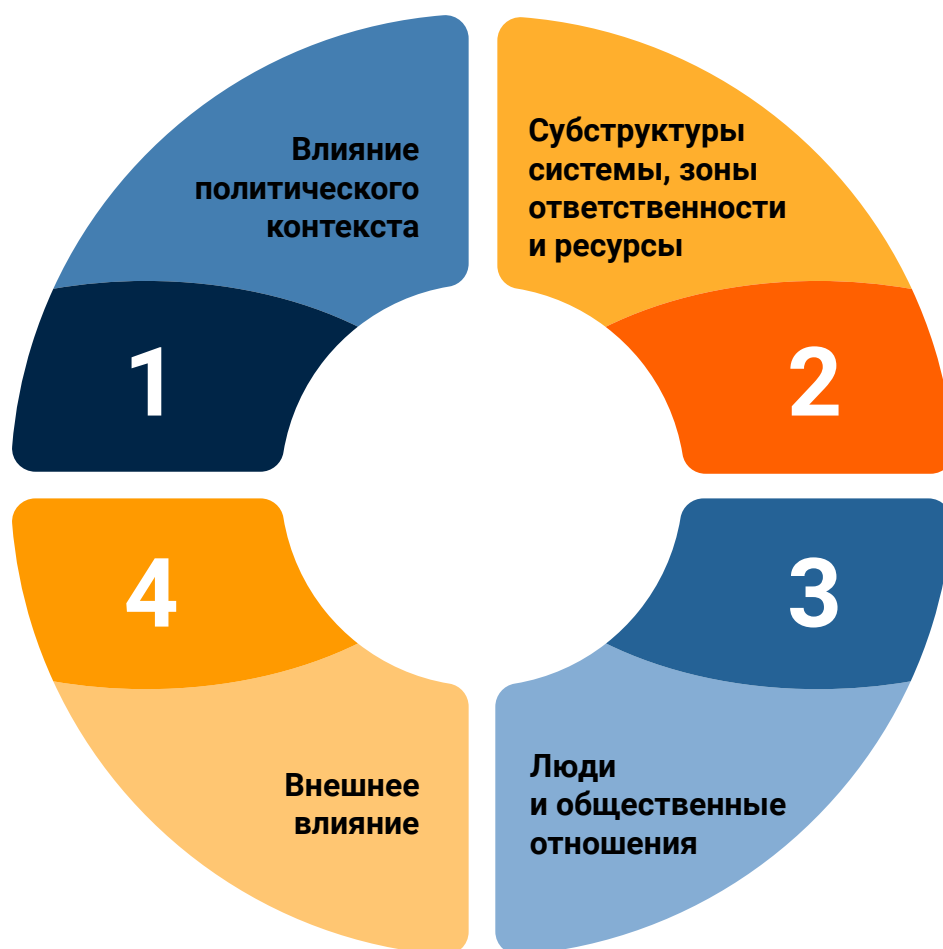 Влияние
политического
контекста
1
Субструктуры
системы, зоны
ответственности
и ресурсы
2
3
Люди
и общественные
отношения
4
Внешнее
влияние